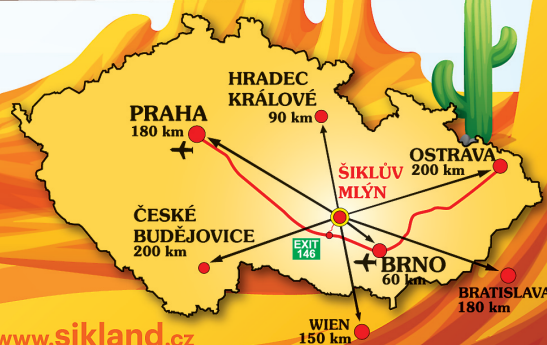 HRADEC
KRÁLOVÉ
90 km
PRAHA
180 km
OSTRAVA
200 km
ŠIKLŮV
MLÝN
ČESKÉ
BUDĚJOVICE
200 km
EXIT
146
BRNO
60 km
BRATISLAVA
180 km
WIEN
150 km
www.sikland.cz